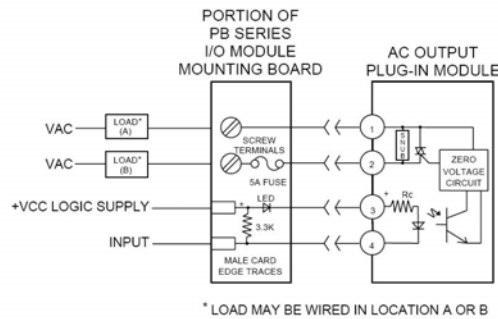 PORTION OF
PB SERIES
I/O MODULE
MOUNTING BOARD
AC OUTPUT
PLUG-IN MODULE
VAC
LOAD*
(A)
SCREW
TERMINALS
1
SNUB
VAC
LOAD*
(B)
5A FUSE
2
ZERO
VOLTAGE
CIRCUIT
+VCC LOGIC SUPPLY
+
LED
3
+
Rc
3.3K
INPUT
4
MALE CARD
EDGE TRACES
* LOAD MAY BE WIRED IN LOCATION A OR B